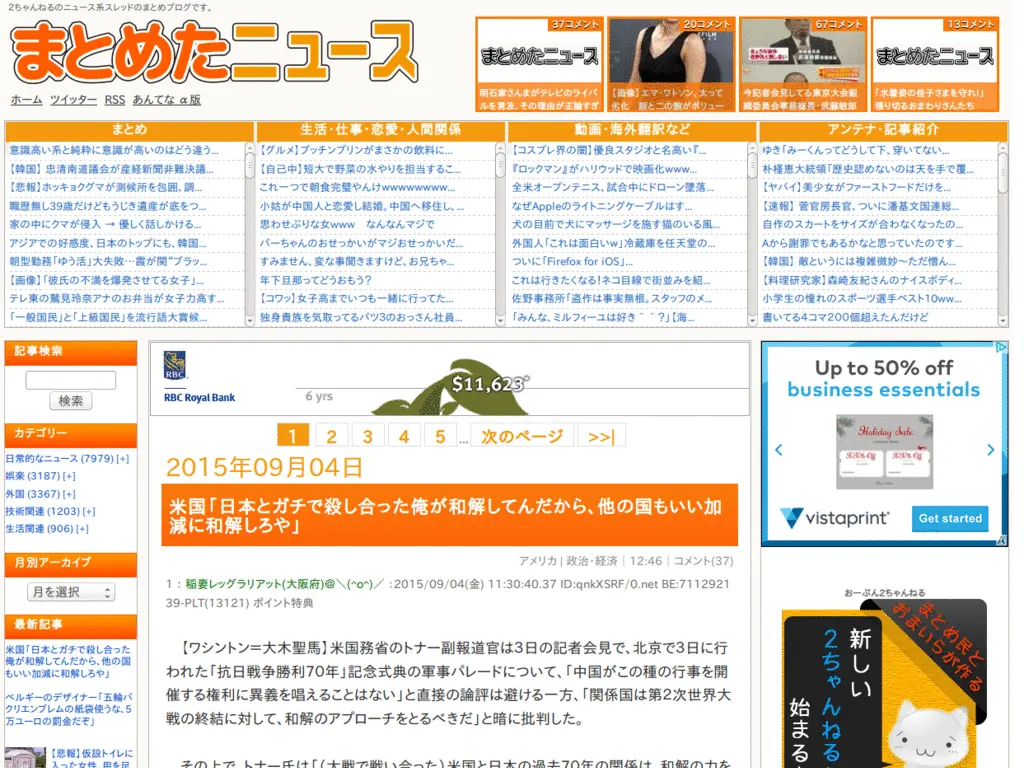 2ちゃんねるのニュース系スレッドのまとめブログです。
まとめたニュース
ホーム ツイッター RSS あんてな α版
37コメント
まとめたニュース
明石家さんまがテレビのライバルを言及、その理由が正論すぎ
20コメント
【画像】エマ・ワトソン、太って劣化　顔と二の腕がボリュー
67コメント
今記者会見してる東京大会組織委員会事務総長・武藤敏郎
13コメント
まとめたニュース
「水着姿の佳子さまを守れ!」張り切るおまわりさんたち
まとめ
意識高い系と純粋に意識が高いのはどう違う...
【韓国】 忠清南道議会が産経新聞非難決議...
【悲報】ホッキョクグマが測候所を包囲、調...
職歴無し39歳だけどもうじき遺産が底をつ...
家の中にクマが侵入 → 優しく話しかける...
アジアでの好感度、日本のトップにも、韓国...
朝型勤務「ゆう活」大失敗…霞が関“ブラッ...
【画像】「彼氏の不満を爆発させてる女子」...
テレ東の鷲見玲奈アナのお弁当が女子力高す...
「一般国民」と「上級国民」を流行語大賞候...
生活・仕事・恋愛・人間関係
【グルメ】プッチンプリンがまさかの飲料に...
【自己中】短大で野菜の水やりを担当するこ...
これ一つで朝食完璧やんけwwwwwwww...
小姑が中国人と恋愛し結婚。中国へ移住し、...
思わせぶりな女www　なんなんマジで
バーちゃんのおせっかいがマジおせっかいだ...
すみません、変な事聞きますけど、お兄ちゃ...
年下旦那ってどうおもう?
【コワッ】女子高までいつも一緒に行ってた...
独身貴族を気取ってるバツ3のおっさん社員...
動画・海外翻訳など
【コスプレ界の闇】優良スタジオと名高い『...
『ロックマン』がハリウッドで映画化www...
全米オープンテニス、試合中にドローン墜落...
なぜAppleのライトニングケーブルはす...
犬の目前で犬にマッサージを施す猫のいる風...
外国人「これは面白いw」冷蔵庫を任天堂の...
ついに「Firefox for iOS」...
これは行きたくなる!ネコ目線で街並みを紹...
佐野事務所「盗作は事実無根。スタッフのメ...
「みんな、ミルフィーユは好き＾＾?」【海...
アンテナ・記事紹介
ゆき「みーくんってどうして下、穿いてない...
朴槿恵大統領「歴史認めないのは天を手で覆...
【ヤバイ】美少女がファーストフードだけを...
【速報】 菅官房長官、ついに潘基文国連総...
自作のスカートをサイズが合わなくなったの...
Aから謝罪でもあるかなと思っていたのです...
【韓国】 敵というには複雑微妙〜ただ憎ん...
【料理研究家】森崎友紀さんのナイスボディ...
小学生の憧れのスポーツ選手ベスト10ww...
書いてる4コマ200個超えたんだけど
記事検索
検索
カテゴリー
日常的なニュース (7979) [+]
娯楽 (3187) [+]
外国 (3367) [+]
技術関連 (1203) [+]
生活関連 (906) [+]
月別アーカイブ
月を選択
最新記事
米国「日本とガチで殺し合った俺が和解してんだから、他の国もいい加減に和解しろや」
ベルギーのデザイナー「五輪パクリエンブレムの紙袋使うな、5万ユーロの罰金だぞ」
【悲報】仮設トイレに入った女性、用を足
RBC
RBC Royal Bank
6 yrs
$11,623*
1 2 3 4 5 ... 次のページ >>|
2015年09月04日
米国「日本とガチで殺し合った俺が和解してんだから、他の国もいい加
減に和解しろや」
アメリカ | 政治・経済 | 12:46 | コメント(37)
1 : 稲妻レッグラリアット(大阪府)@＼(^o^)／ :2015/09/04(金) 11:30:40.37 ID:qnkXSRF/0.net BE:7112921
39-PLT(13121) ポイント特典
【ワシントン＝大木聖馬】米国務省のトナー副報道官は3日の記者会見で、北京で3日に行
われた「抗日戦争勝利70年」記念式典の軍事パレードについて、「中国がこの種の行事を開
催する権利に異義を唱えることはない」と直接の論評は避ける一方、「関係国は第2次世界大
戦の終結に対して、和解のアプローチをとるべきだ」と暗に批判した。
その上で、トナー氏は「（大戦で戦い合った）米国と日本の過去70年の関係は、和解の力を
Up to 50% off
business essentials
Holiday Sale
vistaprint
Get started
おーぷん2ちゃんねる
まとめ民と
おまいらが作る
新しい
2ちゃんねる
始まる